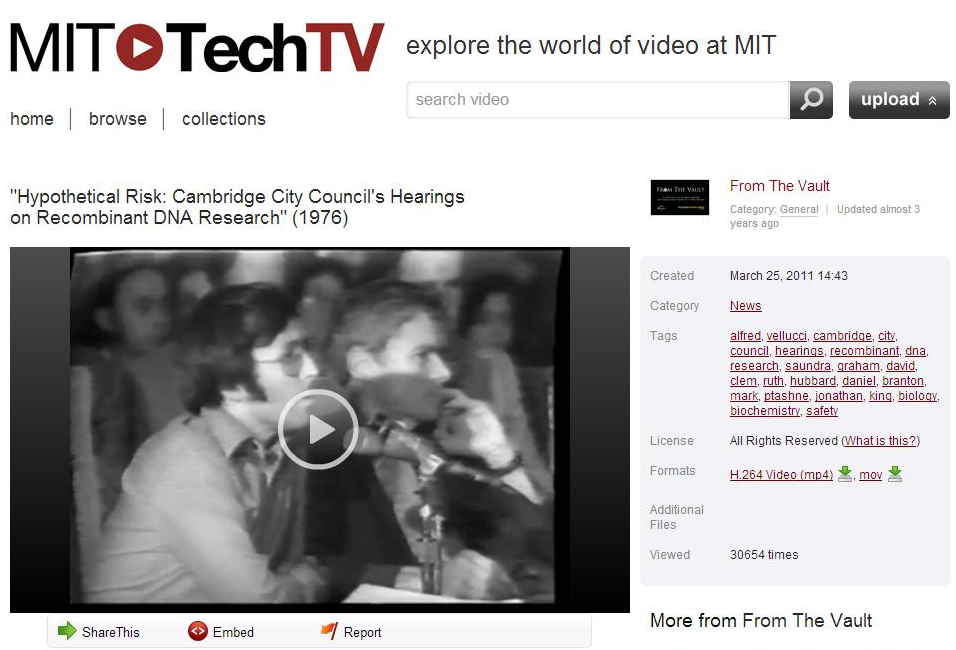 MIT TechTV
explore the world of video at MIT
search video
upload
home
browse
collections
"Hypothetical Risk: Cambridge City Council's Hearings
on Recombinant DNA Research" (1976)
FROM THE VAULT
From The Vault
Category: General | Updated almost 3
years ago
Created March 25, 2011 14:43
Category News
Tags alfred, vellucci, cambridge, city,
council, hearings, recombinant, dna,
research, saundra, graham, david,
clem, ruth, hubbard, daniel, branton,
mark, ptashne, jonathan, king, biology,
biochemistry, safety
License All Rights Reserved (What is this?)
Formats H.264 Video (mp4) , mov
Additional
Files
Viewed 30654 times
ShareThis
Embed
Report
More from From The Vault